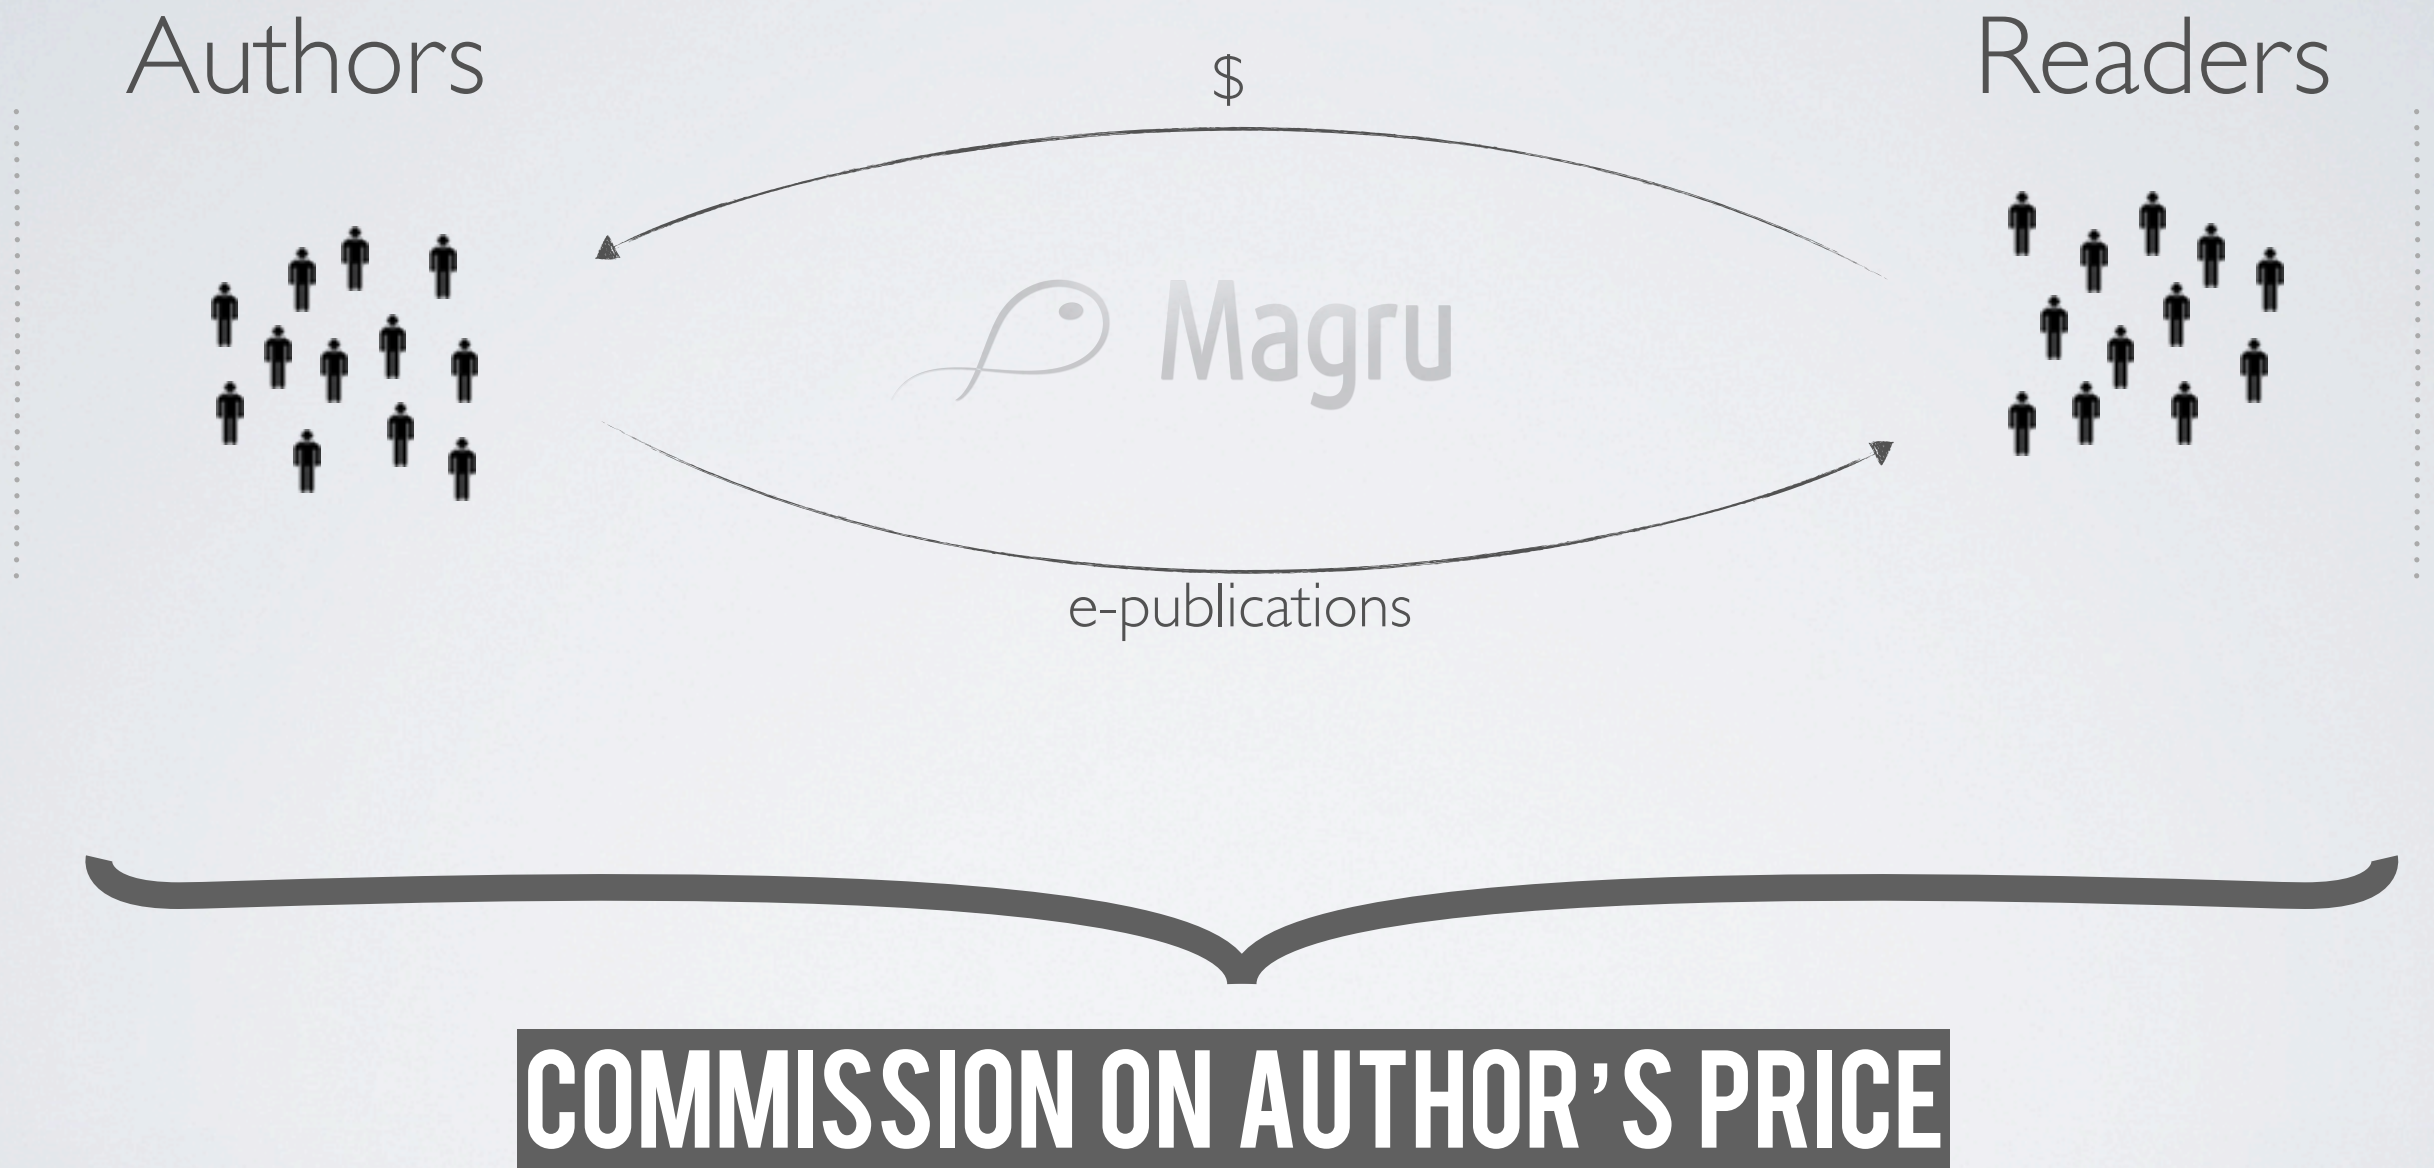 Authors
$
Readers
Magru
e-publications
COMMISSION ON AUTHOR'S PRICE